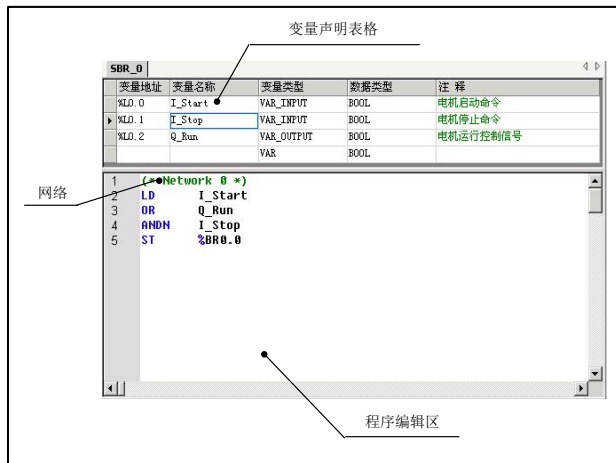 变量声明表格
SBR_0
变量地址 变量名称 变量类型 数据类型 注 释
%L0.0 I_Start VAR_INPUT BOOL 电机启动命令
%L0.1 I_Stop VAR_INPUT BOOL 电机停止命令
%L0.2 Q_Run VAR_OUTPUT BOOL 电机运行控制信号
VAR BOOL
网络
1 (* Network 0 *)
2 LD I_Start
3 OR Q_Run
4 ANDN I_Stop
5 ST %BR0.0
程序编辑区